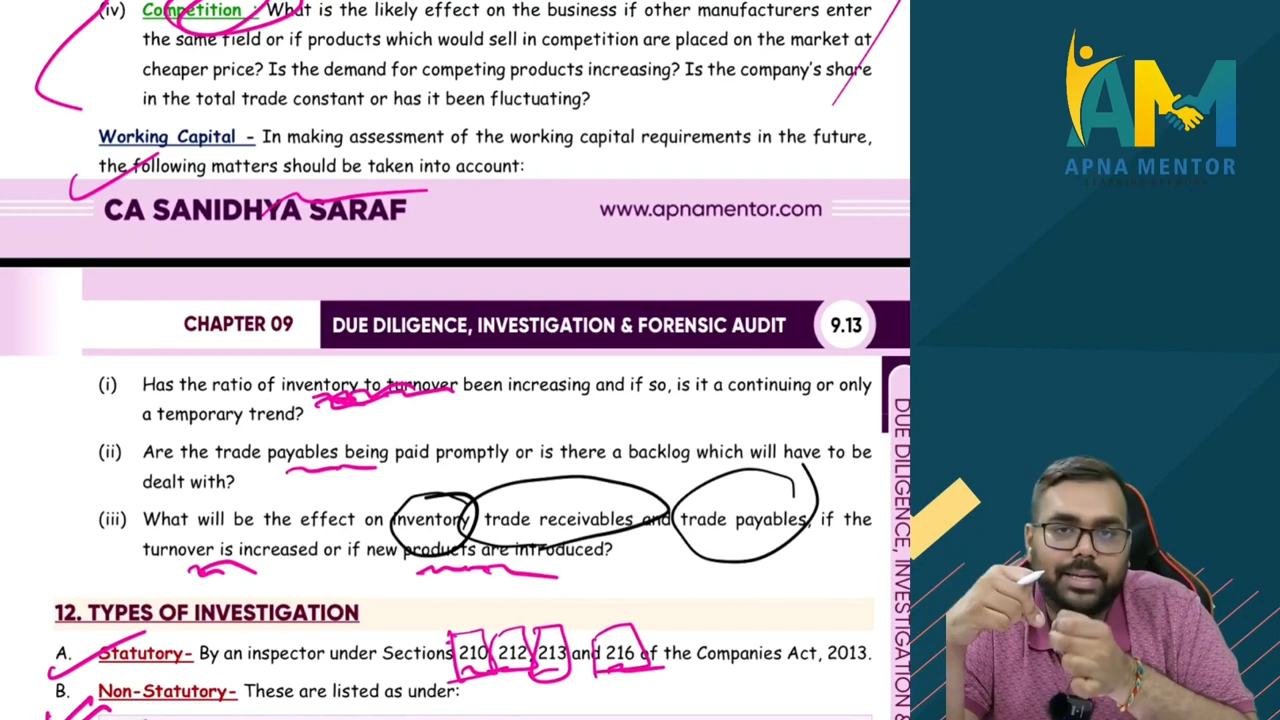 (iv) Competition : What is the likely effect on the business if other manufacturers enter
the same field or if products which would sell in competition are placed on the market at
cheaper price? Is the demand for competing products increasing? Is the company's share
in the total trade constant or has it been fluctuating?
Working Capital - In making assessment of the working capital requirements in the future,
the following matters should be taken into account:
CA SANIDHYA SARAF
www.apnamentor.com
CHAPTER 09
DUE DILIGENCE, INVESTIGATION & FORENSIC AUDIT
9.13
(i) Has the ratio of inventory to turnover been increasing and if so, is it a continuing or only
a temporary trend?
(ii) Are the trade payables being paid promptly or is there a backlog which will have to be
dealt with?
(iii) What will be the effect on inventory trade receivables and trade payables, if the
turnover is increased or if new products are introduced?
12. TYPES OF INVESTIGATION
A. Statutory- By an inspector under Sections 210, 212, 213 and 216 of the Companies Act, 2013.
B. Non-Statutory- These are listed as under:
DUE DILIGENCE, INVESTIGATION &
AM
APNA MENTOR